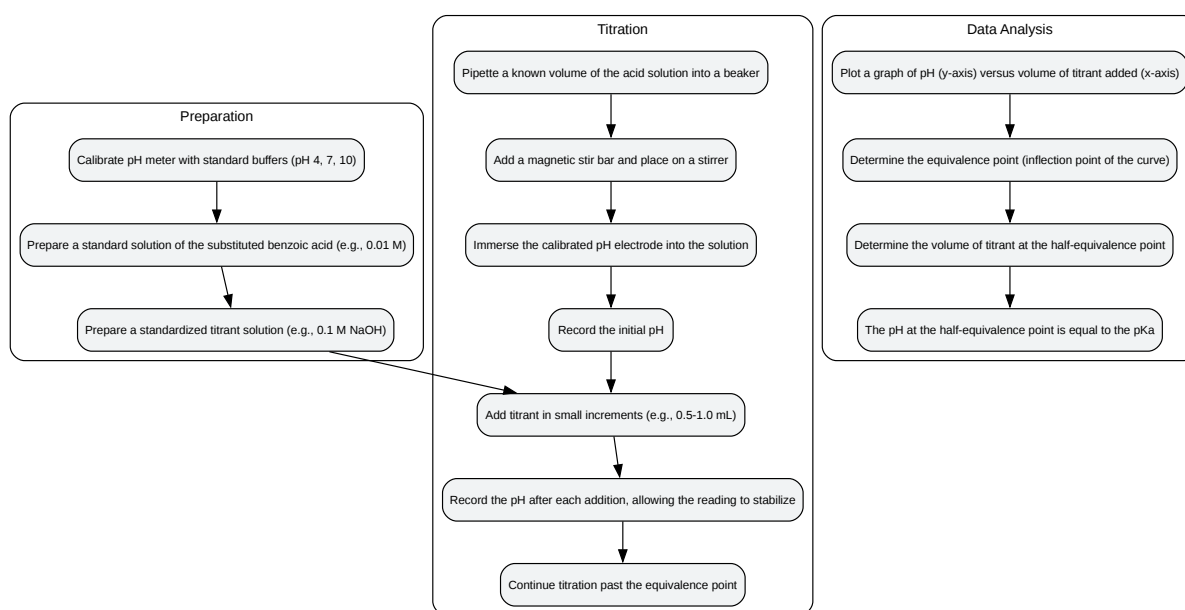 Preparation
Calibrate pH meter with standard buffers (pH 4, 7, 10)
Prepare a standard solution of the substituted benzoic acid (e.g., 0.01 M)
Prepare a standardized titrant solution (e.g., 0.1 M NaOH)
Titration
Pipette a known volume of the acid solution into a beaker
Add a magnetic stir bar and place on a stirrer
Immerse the calibrated pH electrode into the solution
Record the initial pH
Add titrant in small increments (e.g., 0.5-1.0 mL)
Record the pH after each addition, allowing the reading to stabilize
Continue titration past the equivalence point
Data Analysis
Plot a graph of pH (y-axis) versus volume of titrant added (x-axis)
Determine the equivalence point (inflection point of the curve)
Determine the volume of titrant at the half-equivalence point
The pH at the half-equivalence point is equal to the pKa